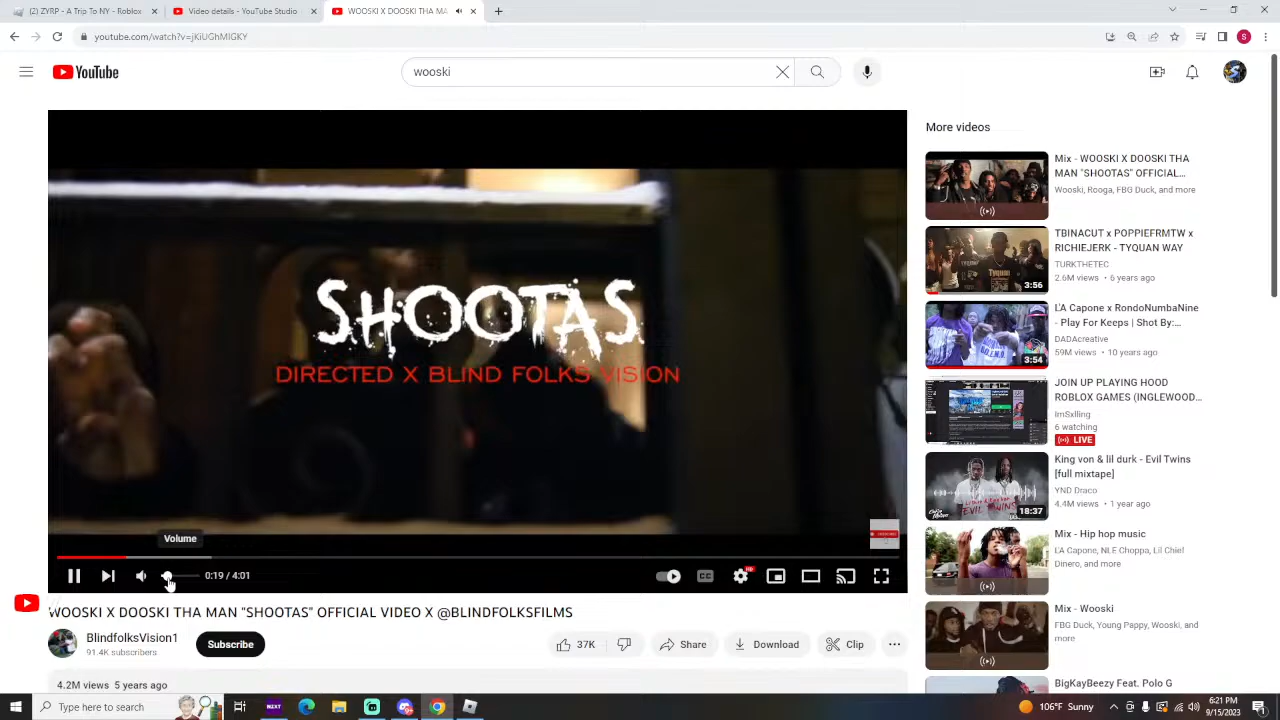 (2) ZYRP - A Trip To NY - Roblox
Video details - YouTube Studio
WOOSKI X DOOSKI THA MA
youtube.com/watch?v=jKiUGhMIGKY
S
YouTube
wooski
SHOOTAS
DIRECTED X BLIND FOLKS VISION
Volume
0:19 / 4:01
HD
WOOSKI X DOOSKI THA MAN "SHOOTAS" OFFICIAL VIDEO X @BLINDFOLKSFILMS
BlindfolksVision1
91.4K subscribers
Subscribe
37K
Share
Download
Clip
4.2M views 5 years ago
More videos
Mix - WOOSKI X DOOSKI THA
MAN "SHOOTAS" OFFICIAL...
Wooski, Rooga, FBG Duck, and more
TBINACUT x POPPIEFRMTW x
RICHIEJERK - TYQUAN WAY
TURKTHETEC
2.6M views • 6 years ago
3:56
L'A Capone x RondoNumbaNine
- Play For Keeps | Shot By:...
DADAcreative
59M views • 10 years ago
3:54
JOIN UP PLAYING HOOD
ROBLOX GAMES (INGLEWOOD...
ImSxlling
6 watching
LIVE
King von & lil durk - Evil Twins
[full mixtape]
YND Draco
4.4M views • 1 year ago
EVIL TWINS
18:37
Mix - Hip hop music
L'A Capone, NLE Choppa, Lil Chief
Dinero, and more
Mix - Wooski
FBG Duck, Young Pappy, Wooski, and
more
BigKayBeezy Feat. Polo G
Type here to search
NEXT
106°F Sunny
6:21 PM
9/15/2023